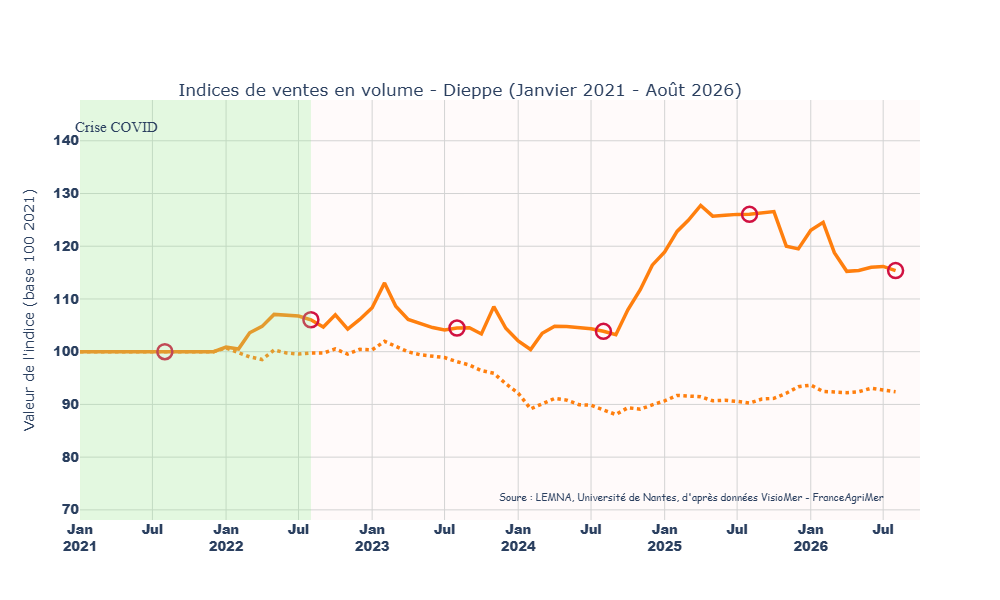 Indices de ventes en volume - Dieppe (Janvier 2021 - Août 2026)
Crise COVID
Valeur de l'indice (base 100 2021)
140
130
120
110
100
90
80
70
Soure : LEMNA, Université de Nantes, d'après données VisioMer - FranceAgriMer
Jan Jul Jan Jul Jan Jul Jan Jul Jan Jul Jan Jul
2021 2022 2023 2024 2025 2026